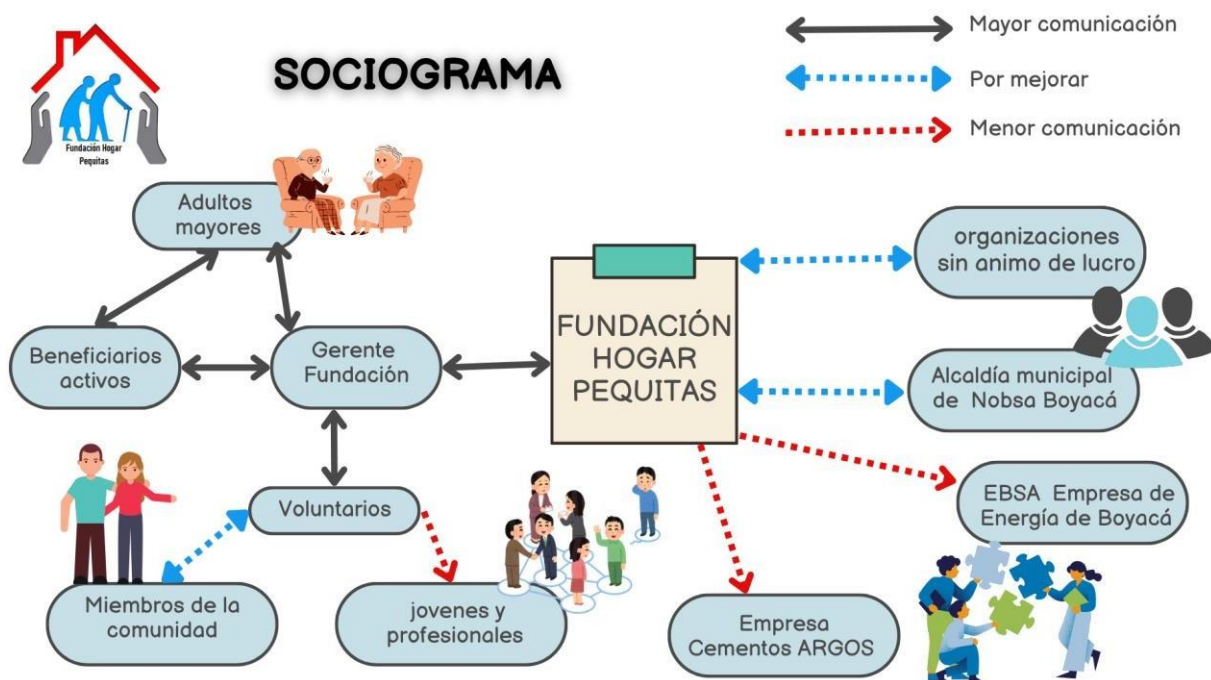 Fundación Hogar
Pequitas
SOCIOGRAMA
Mayor comunicación
Por mejorar
Menor comunicación
Adultos
mayores
Beneficiarios
activos
Gerente
Fundación
FUNDACIÓN
HOGAR
PEQUITAS
organizaciones
sin animo de lucro
Alcaldía municipal
de Nobsa Boyacá
EBSA Empresa de
Energía de Boyacá
Voluntarios
Miembros de la
comunidad
jovenes y
profesionales
Empresa
Cementos ARGOS